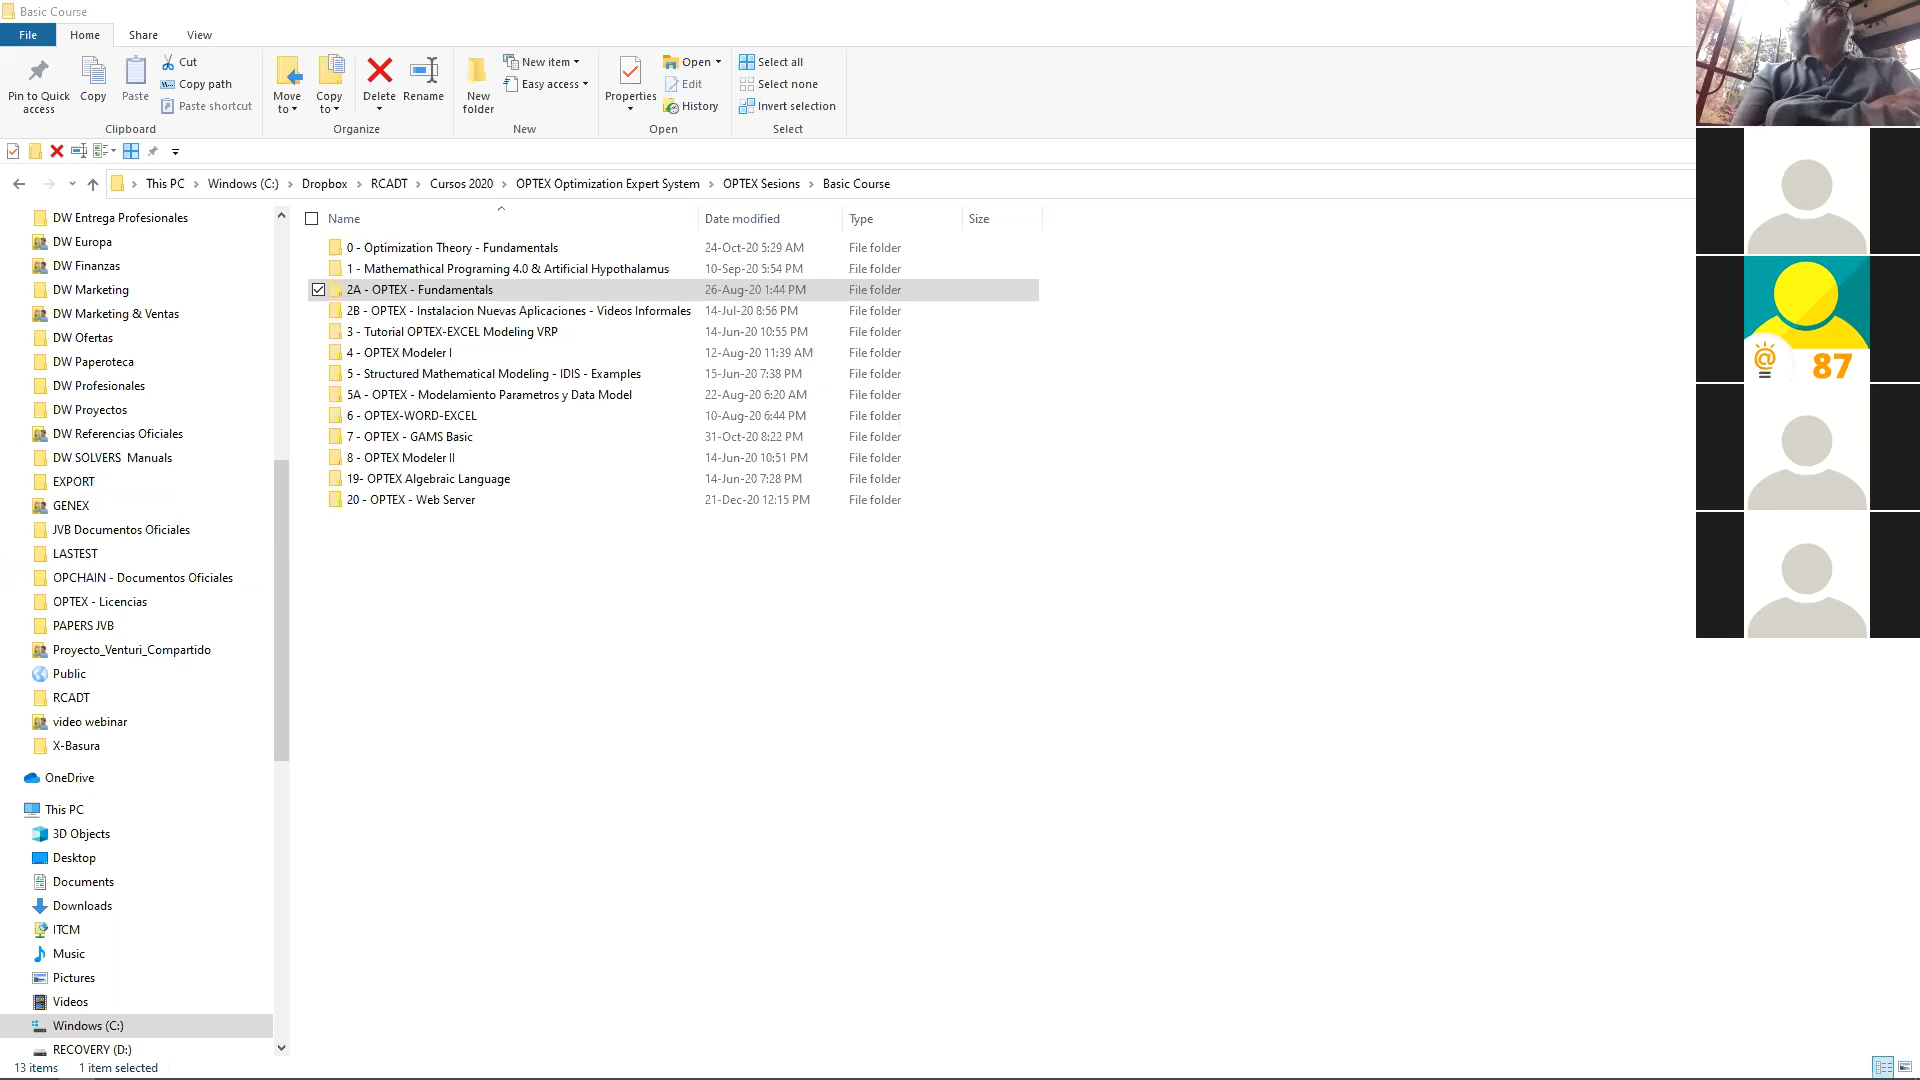 Basic Course
File
Home
Share
View
Pin to Quick access
Copy
Paste
Cut
Copy path
Paste shortcut
Clipboard
Move to
Copy to
Delete
Rename
Organize
New folder
New item
Easy access
New
Properties
Open
Edit
History
Open
Select all
Select none
Invert selection
Select
This PC > Windows (C:) > Dropbox > RCADT > Cursos 2020 > OPTEX Optimization Expert System > OPTEX Sesions > Basic Course
DW Entrega Profesionales
DW Europa
DW Finanzas
DW Marketing
DW Marketing & Ventas
DW Ofertas
DW Paperoteca
DW Profesionales
DW Proyectos
DW Referencias Oficiales
DW SOLVERS Manuals
EXPORT
GENEX
JVB Documentos Oficiales
LASTEST
OPCHAIN - Documentos Oficiales
OPTEX - Licencias
PAPERS JVB
Proyecto_Venturi_Compartido
Public
RCADT
video webinar
X-Basura
OneDrive
This PC
3D Objects
Desktop
Documents
Downloads
ITCM
Music
Pictures
Videos
Windows (C:)
RECOVERY (D:)
Name Date modified Type Size
0 - Optimization Theory - Fundamentals 24-Oct-20 5:29 AM File folder
1 - Mathemathical Programing 4.0 & Artificial Hypothalamus 10-Sep-20 5:54 PM File folder
2A - OPTEX - Fundamentals 26-Aug-20 1:44 PM File folder
2B - OPTEX - Instalacion Nuevas Aplicaciones - Videos Informales 14-Jul-20 8:56 PM File folder
3 - Tutorial OPTEX-EXCEL Modeling VRP 14-Jun-20 10:55 PM File folder
4 - OPTEX Modeler I 12-Aug-20 11:39 AM File folder
5 - Structured Mathematical Modeling - IDIS - Examples 15-Jun-20 7:38 PM File folder
5A - OPTEX - Modelamiento Parametros y Data Model 22-Aug-20 6:20 AM File folder
6 - OPTEX-WORD-EXCEL 10-Aug-20 6:44 PM File folder
7 - OPTEX - GAMS Basic 31-Oct-20 8:22 PM File folder
8 - OPTEX Modeler II 14-Jun-20 10:51 PM File folder
19- OPTEX Algebraic Language 14-Jun-20 7:28 PM File folder
20 - OPTEX - Web Server 21-Dec-20 12:15 PM File folder
@ 87
13 items 1 item selected